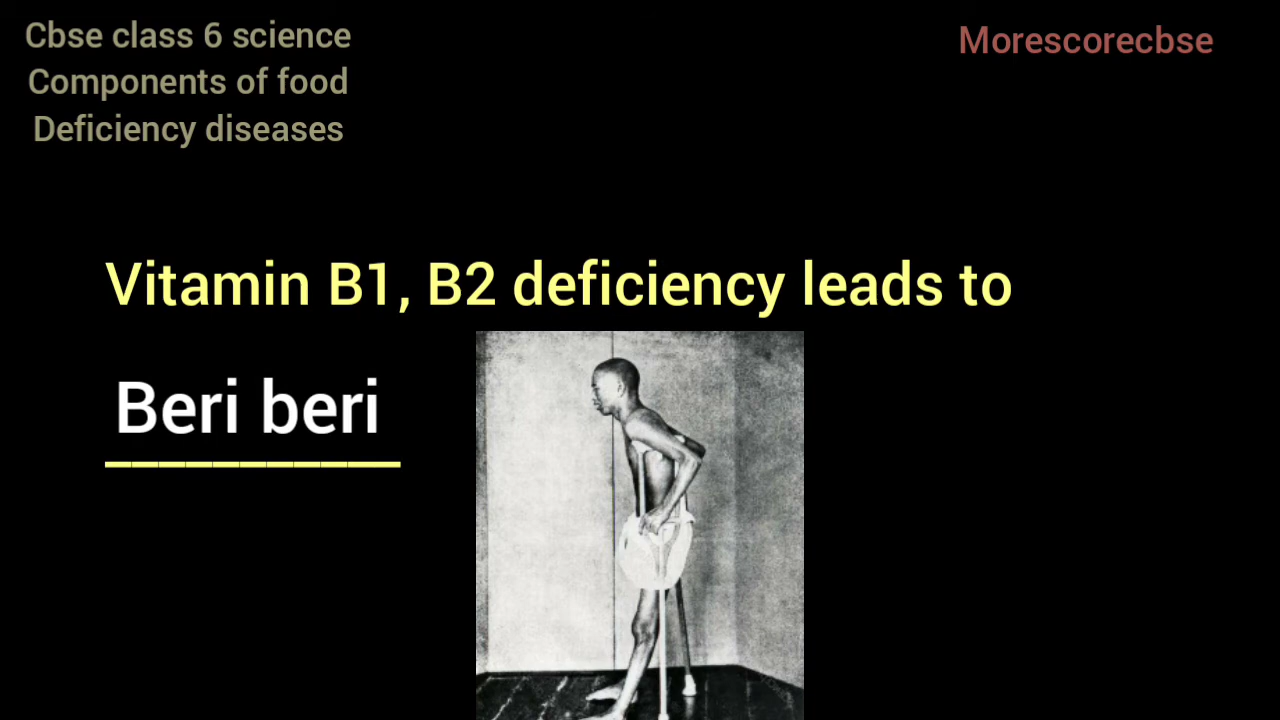 Cbse class 6 science
Components of food
Deficiency diseases
Morescorecbse
Vitamin B1, B2 deficiency leads to
Beri beri